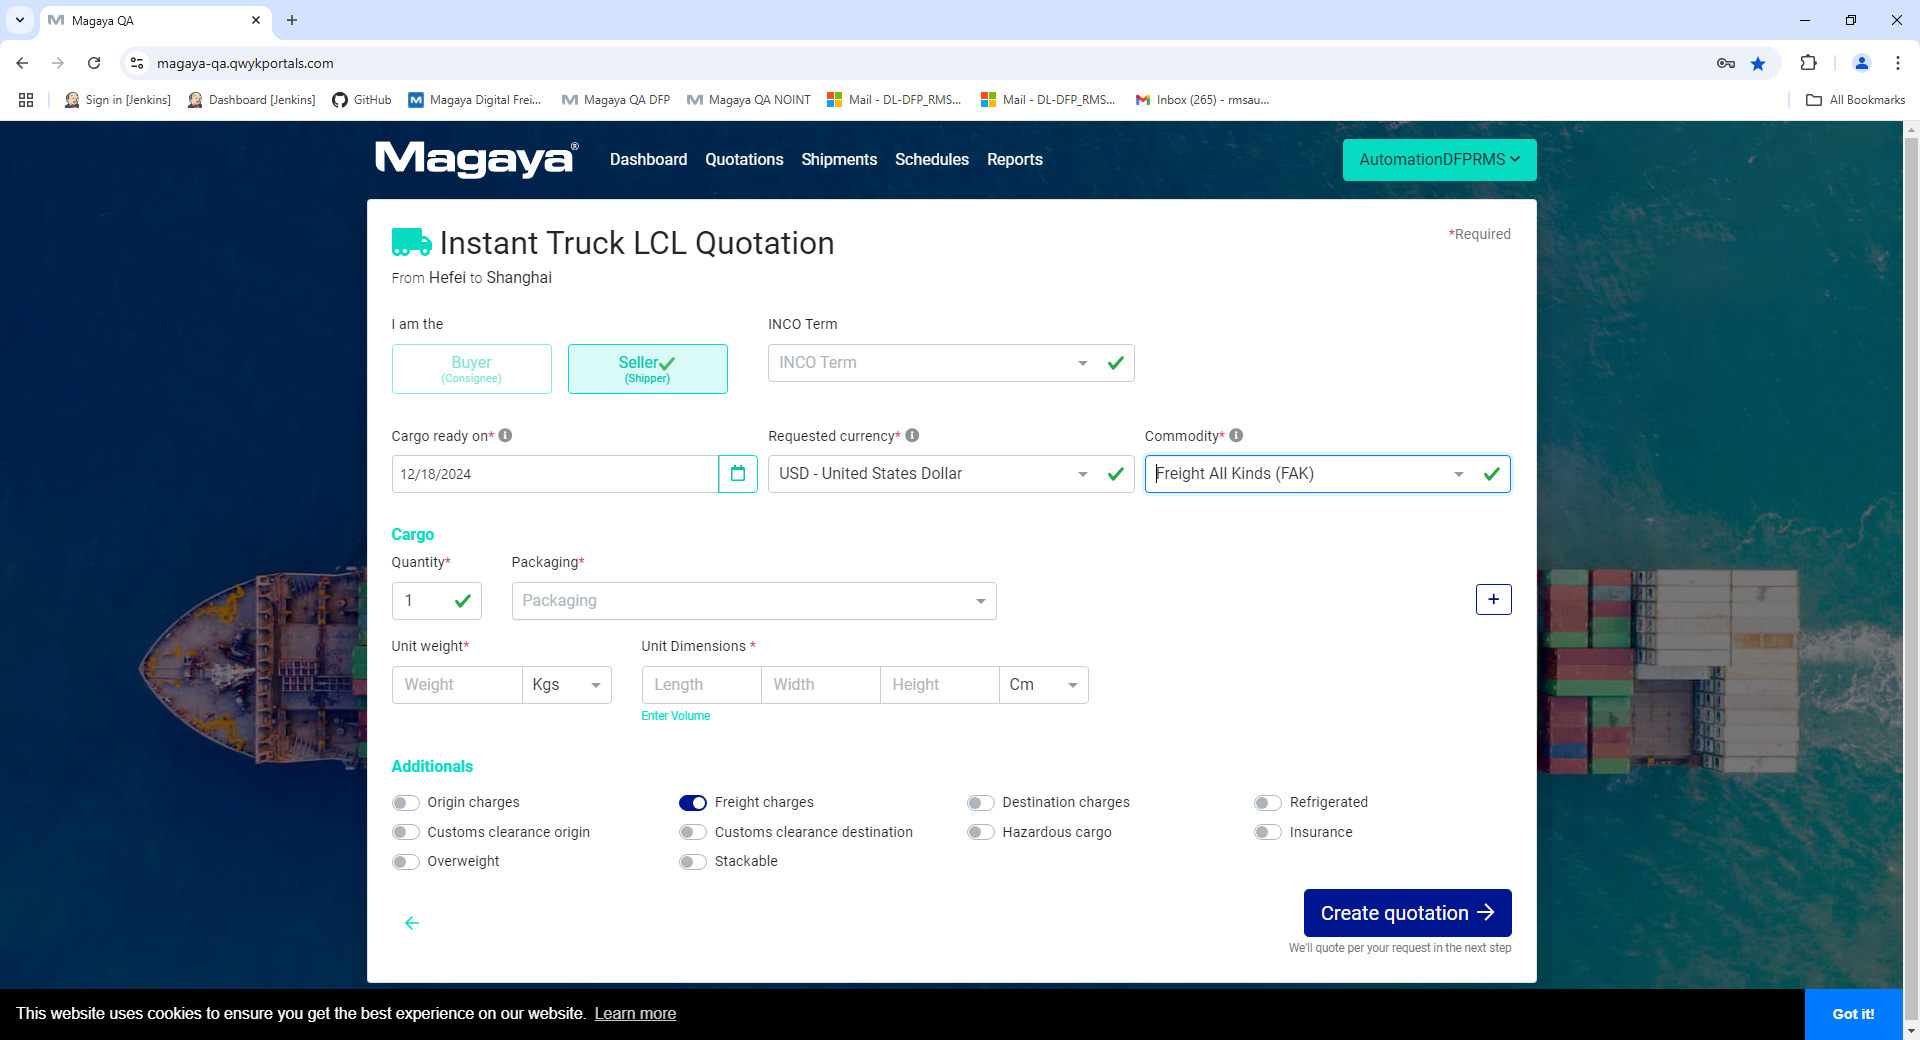 Magaya QA
magaya-qa.qwykportals.com
Sign in [Jenkins]
Dashboard [Jenkins]
GitHub
Magaya Digital Frei...
Magaya QA DFP
Magaya QA NOINT
Mail - DL-DFP_RMS...
Mail - DL-DFP_RMS...
Inbox (265) - rmsau...
All Bookmarks
Magaya®
Dashboard
Quotations
Shipments
Schedules
Reports
AutomationDFPRMS
Instant Truck LCL Quotation
*Required
From Hefei to Shanghai
I am the
INCO Term
Buyer
(Consignee)
Seller
(Shipper)
INCO Term
Cargo ready on*
Requested currency*
Commodity*
12/18/2024
USD - United States Dollar
Freight All Kinds (FAK)
Cargo
Quantity*
Packaging*
1
Packaging
+
Unit weight*
Unit Dimensions *
Weight
Kgs
Length
Width
Height
Cm
Enter Volume
Additionals
Origin charges
Freight charges
Destination charges
Refrigerated
Customs clearance origin
Customs clearance destination
Hazardous cargo
Insurance
Overweight
Stackable
Create quotation
We'll quote per your request in the next step
This website uses cookies to ensure you get the best experience on our website. Learn more
Got it!